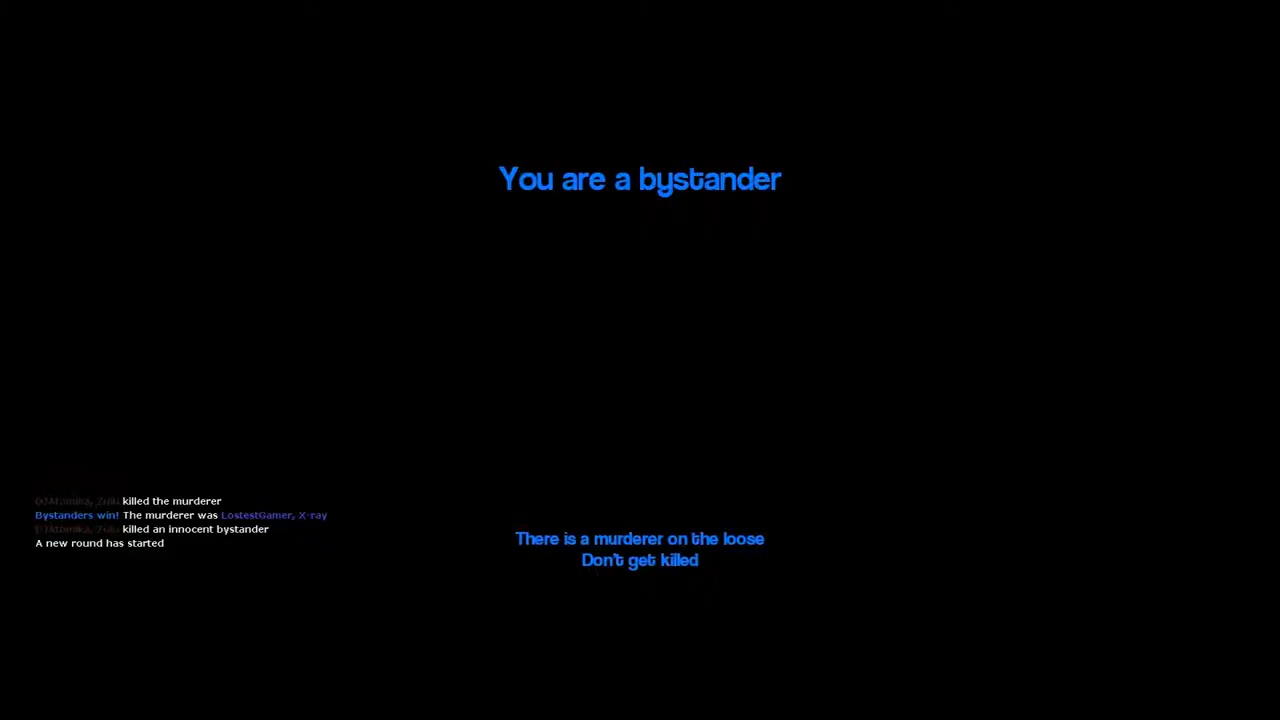 You are a bystander
killed the murderer
Bystanders win! The murderer was LostestGamer, X-ray
killed an innocent bystander
A new round has started
There is a murderer on the loose
Don't get killed